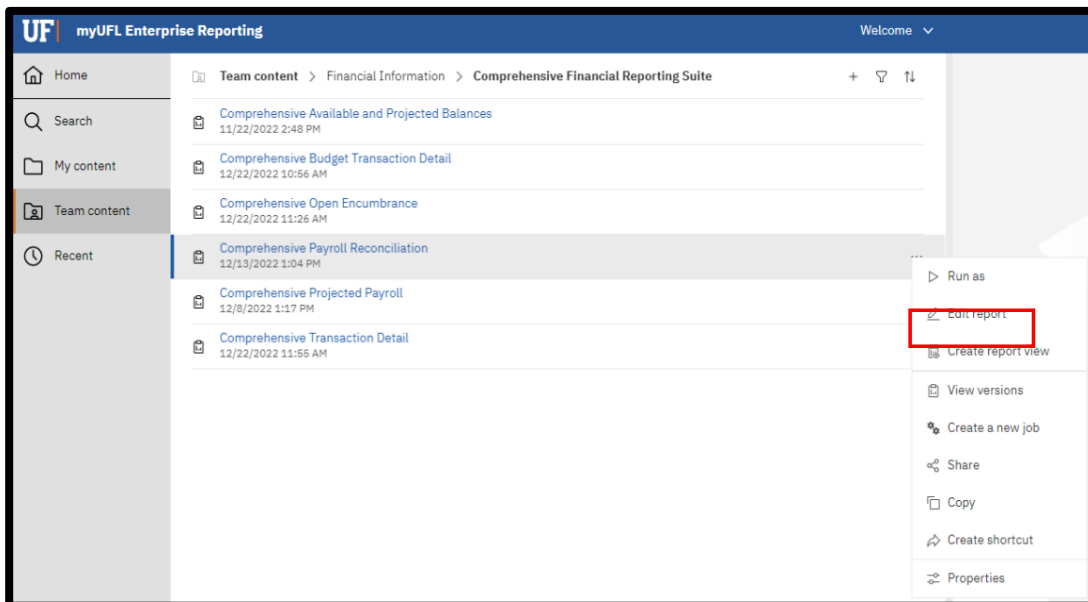 UF myUFL Enterprise Reporting Welcome
Home
Search
My content
Team content
Recent
Team content > Financial Information > Comprehensive Financial Reporting Suite
Comprehensive Available and Projected Balances
11/22/2022 2:48 PM
Comprehensive Budget Transaction Detail
12/22/2022 10:56 AM
Comprehensive Open Encumbrance
12/22/2022 11:26 AM
Comprehensive Payroll Reconciliation
12/13/2022 1:04 PM
Comprehensive Projected Payroll
12/8/2022 1:17 PM
Comprehensive Transaction Detail
12/22/2022 11:55 AM
Run as
Edit report
Create report view
View versions
Create a new job
Share
Copy
Create shortcut
Properties